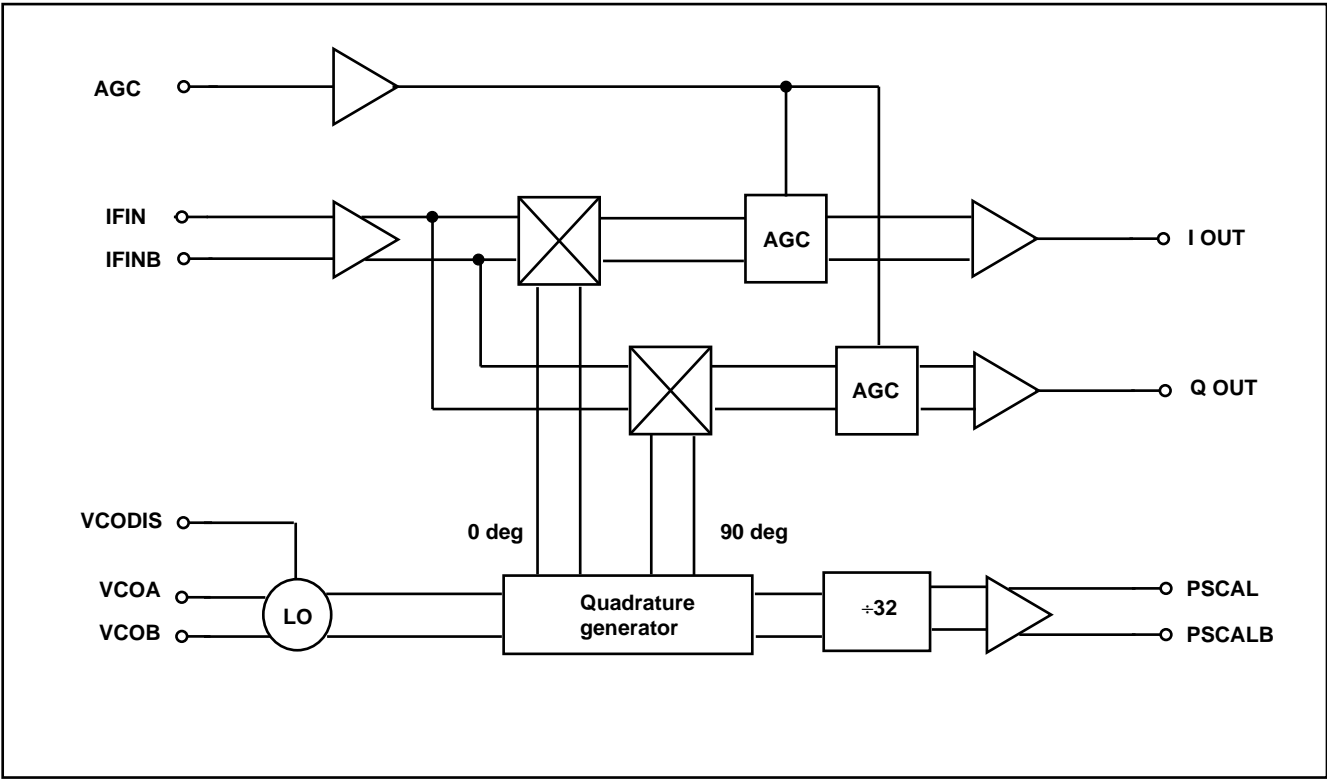 AGC
IFIN
IFINB
AGC
I OUT
AGC
Q OUT
VCODIS
0 deg
90 deg
VCOA
VCOB
LO
Quadrature
generator
÷32
PSCAL
PSCALB